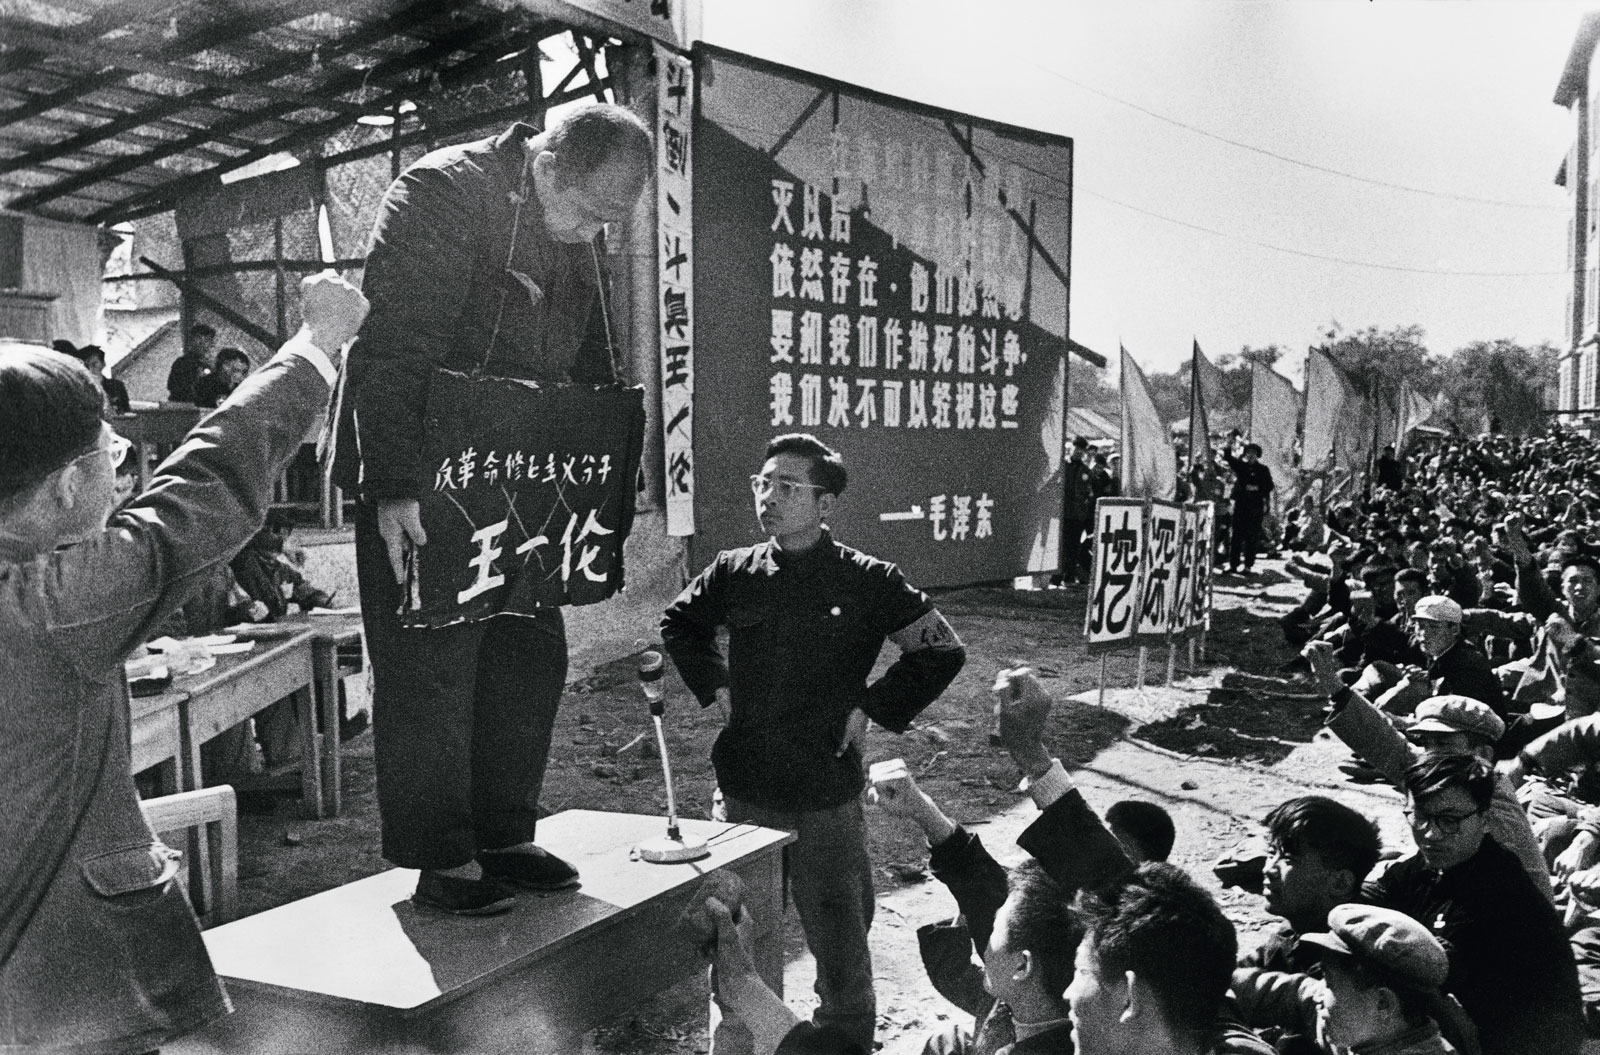 斗倒、斗臭王一伦
灭以后，不
依然存在，他们必然地
要和我们作拚死的斗争，
我们决不可以轻视这些
——毛泽东
反革命修正主义分子
王一伦
挖深挖